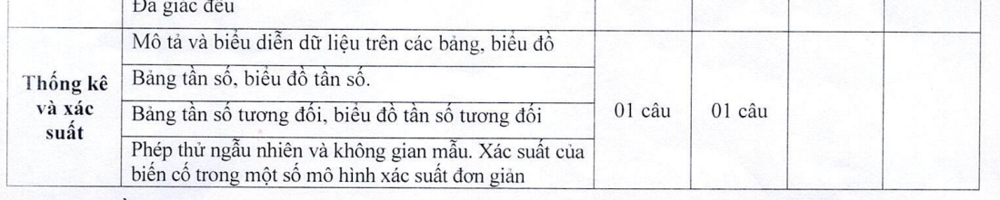 Đa giác đều
Mô tả và biểu diễn dữ liệu trên các bảng, biểu đồ
Thống kê
và xác
suất
Bảng tần số, biểu đồ tần số.
Bảng tần số tương đối, biểu đồ tần số tương đối
01 câu
01 câu
Phép thử ngẫu nhiên và không gian mẫu. Xác suất của
biến cố trong một số mô hình xác suất đơn giản